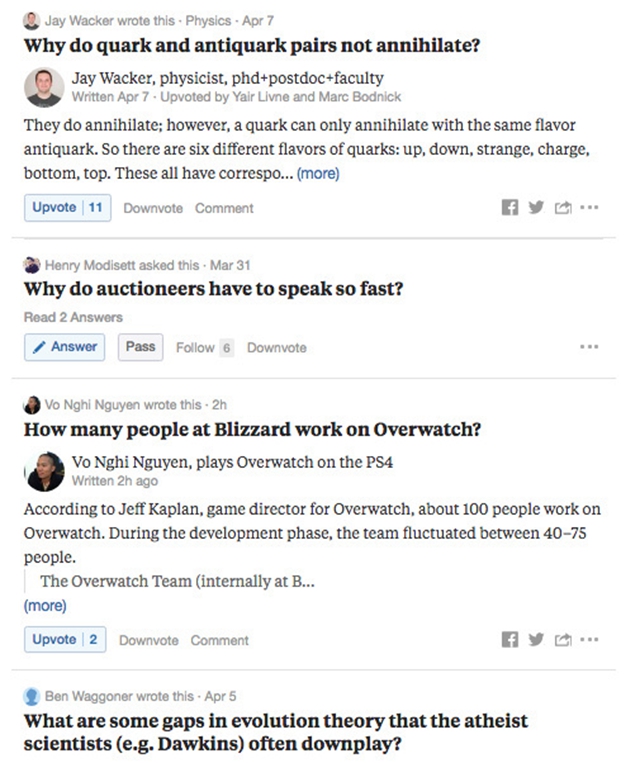 Jay Wacker wrote this · Physics · Apr 7
Why do quark and antiquark pairs not annihilate?
Jay Wacker, physicist, phd+postdoc+faculty
Written Apr 7 · Upvoted by Yair Livne and Marc Bodnick
They do annihilate; however, a quark can only annihilate with the same flavor
antiquark. So there are six different flavors of quarks: up, down, strange, charge,
bottom, top. These all have correspo... (more)
Upvote | 11 Downvote Comment
Henry Modisett asked this · Mar 31
Why do auctioneers have to speak so fast?
Read 2 Answers
Answer Pass Follow 6 Downvote
Vo Nghi Nguyen wrote this · 2h
How many people at Blizzard work on Overwatch?
Vo Nghi Nguyen, plays Overwatch on the PS4
Written 2h ago
According to Jeff Kaplan, game director for Overwatch, about 100 people work on
Overwatch. During the development phase, the team fluctuated between 40–75
people.
The Overwatch Team (internally at B...
(more)
Upvote | 2 Downvote Comment
Ben Waggoner wrote this · Apr 5
What are some gaps in evolution theory that the atheist
scientists (e.g. Dawkins) often downplay?